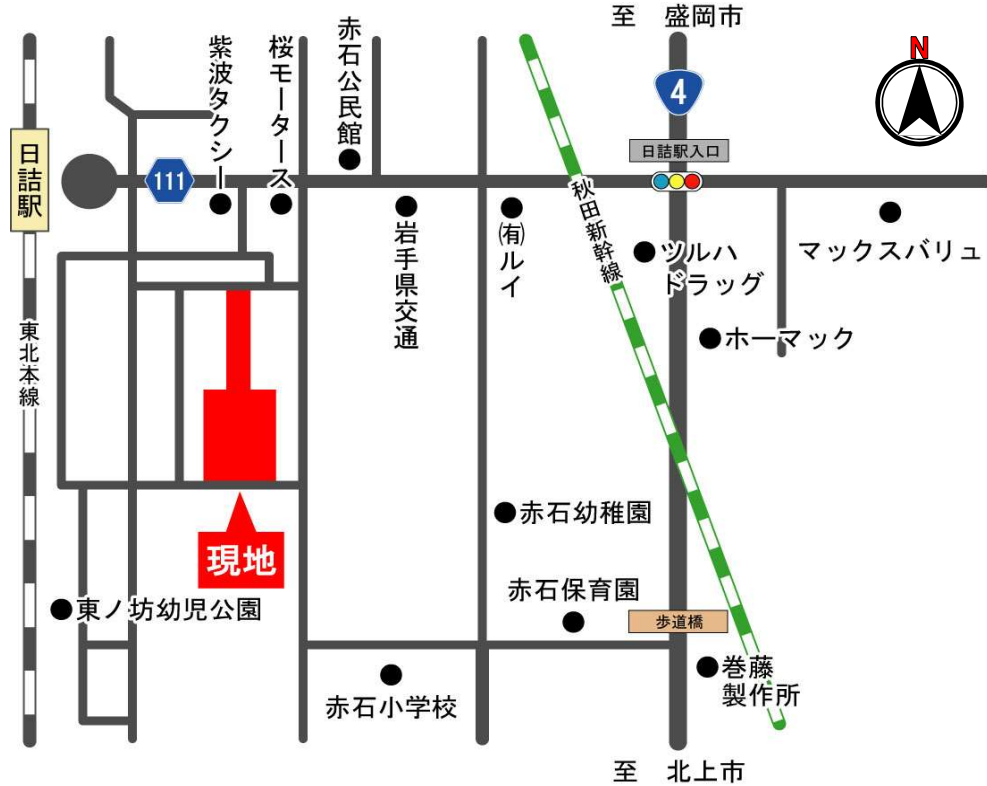 至 盛岡市
N
4
日詰駅入口
紫波タクシー
桜モータース
赤石公民館
日詰駅
111
秋田新幹線
岩手県交通
㈲ルイ
ツルハ
ドラッグ
マックスバリュ
ホーマック
東北本線
赤石幼稚園
現地
赤石保育園
東ノ坊幼児公園
歩道橋
巻藤
製作所
赤石小学校
至 北上市